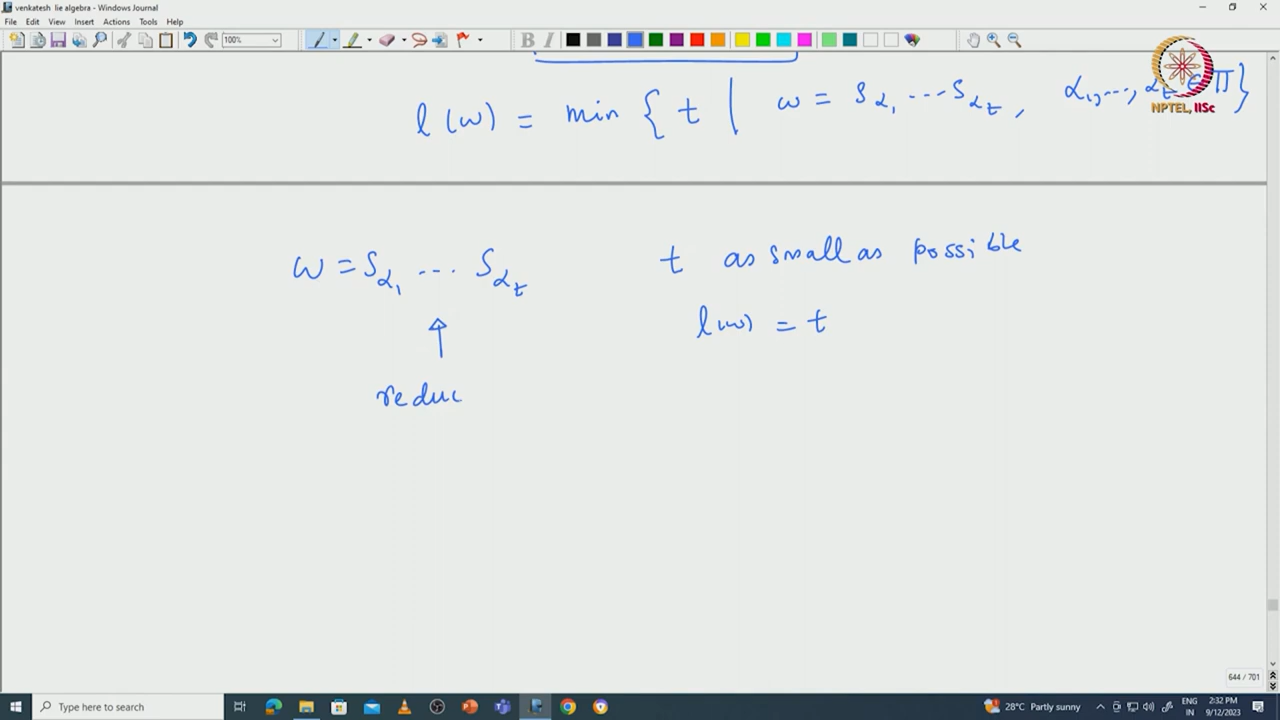 venkatesh lie algebra - Windows Journal
File Edit View Insert Actions Tools Help
100%
B I
l(w) = min { t | w = s_{α_1} ⋯ s_{α_t}, α_1, …, α_t ∈ Π}
NPTEL, IISc
w = s_{α_1} ⋯ s_{α_t} t as small as possible
l(w) = t
↑
reduc
644 / 701
Type here to search
28°C Partly sunny
ENG
IN
2:32 PM
9/12/2023